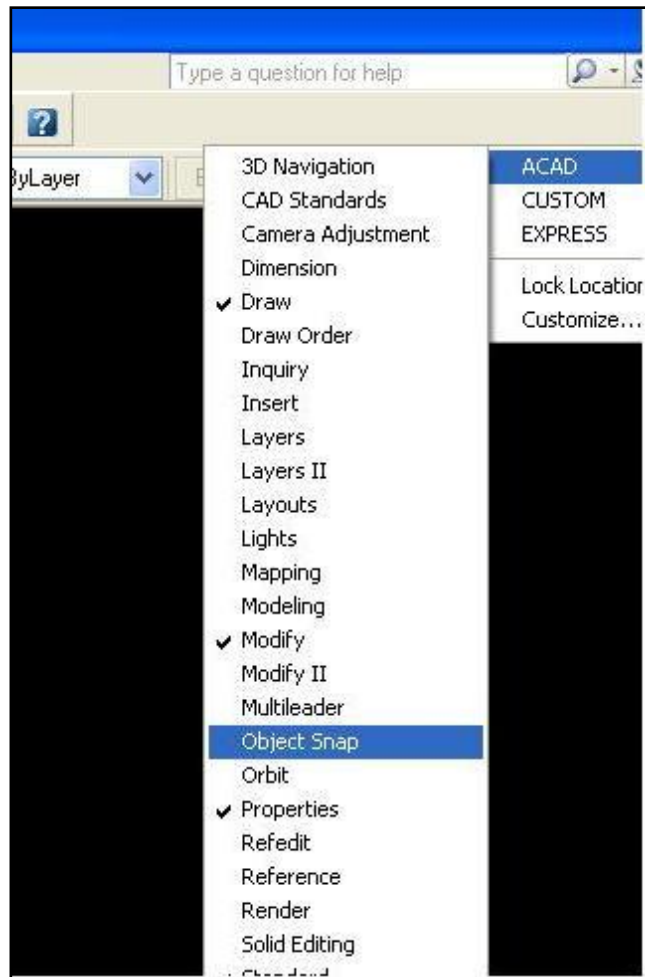 Type a question for help
?
ByLayer
3D Navigation
CAD Standards
Camera Adjustment
Dimension
Draw
Draw Order
Inquiry
Insert
Layers
Layers II
Layouts
Lights
Mapping
Modeling
Modify
Modify II
Multileader
Object Snap
Orbit
Properties
Refedit
Reference
Render
Solid Editing
Standard
ACAD
CUSTOM
EXPRESS
Lock Location
Customize...